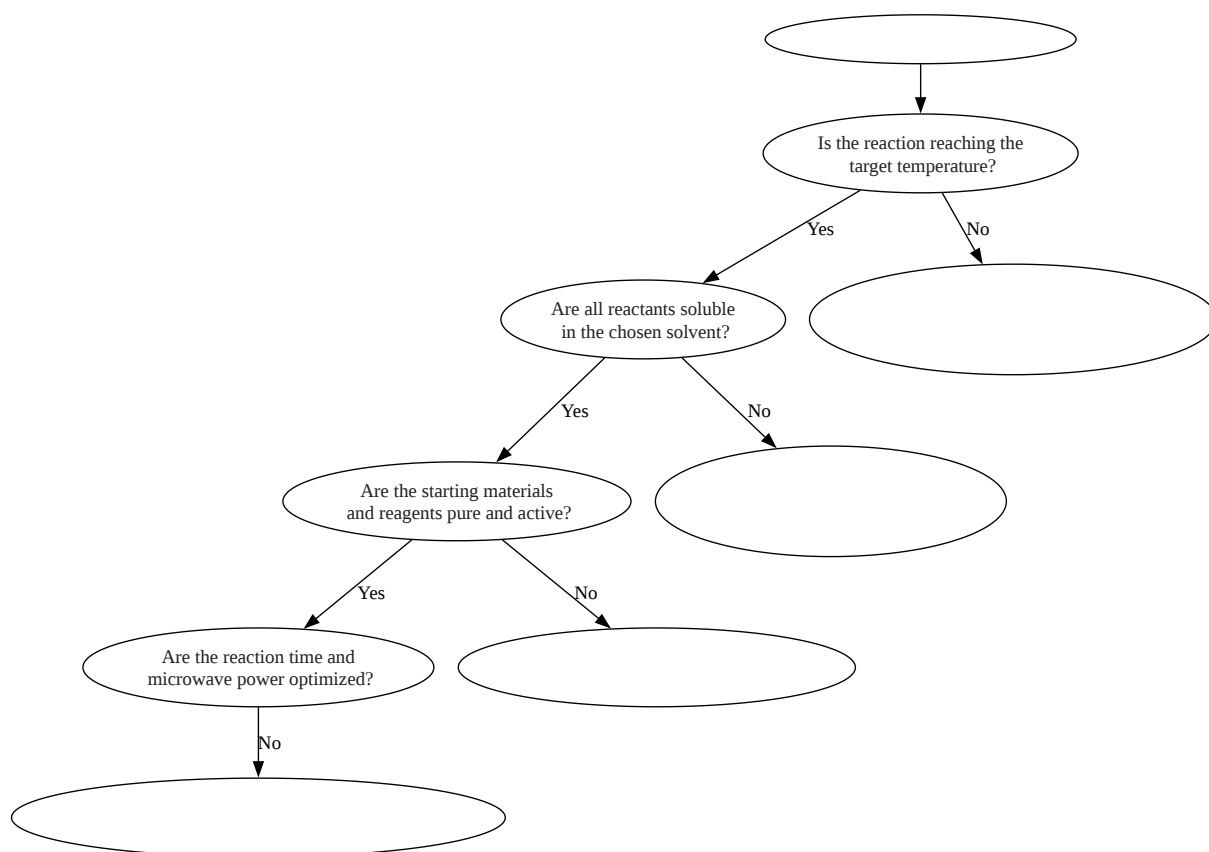 Is the reaction reaching the
target temperature?
Yes
No
Are all reactants soluble
in the chosen solvent?
Yes
No
Are the starting materials
and reagents pure and active?
Yes
No
Are the reaction time and
microwave power optimized?
No